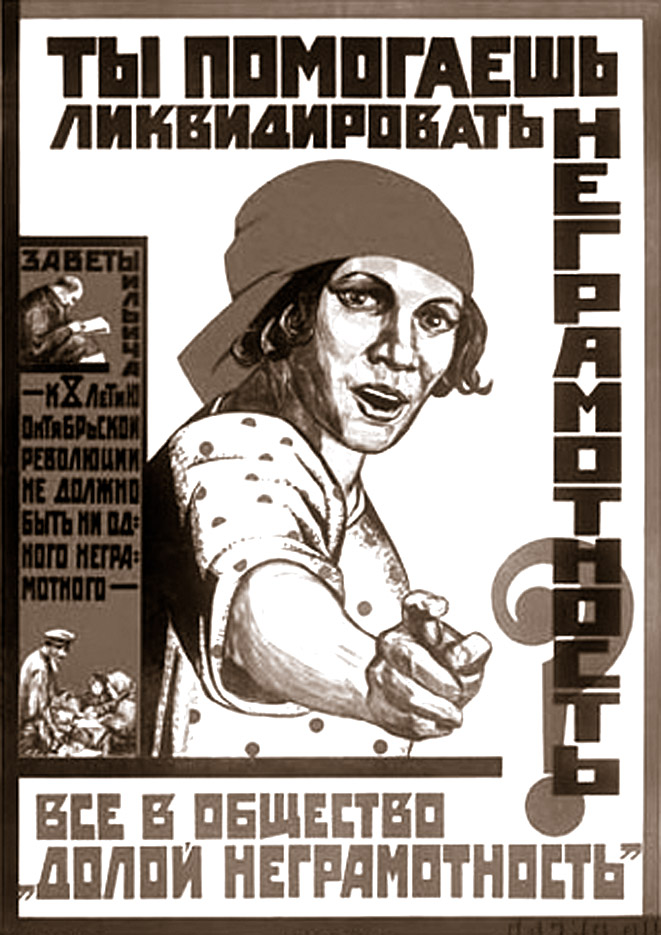 ТЫ ПОМОГАЕШЬ
ЛИКВИДИРОВАТЬ
НЕГРАМОТНОСТЬ
?
ЗАВЕТЫ
ИЛЬИЧА
— К X ЛЕТИЮ
ОКТЯБРЬСКОЙ
РЕВОЛЮЦИИ
НЕ ДОЛЖНО
БЫТЬ НИ ОД=
НОГО НЕГРА=
МОТНОГО —
ВСЕ В ОБЩЕСТВО
„ДОЛОЙ НЕГРАМОТНОСТЬ”